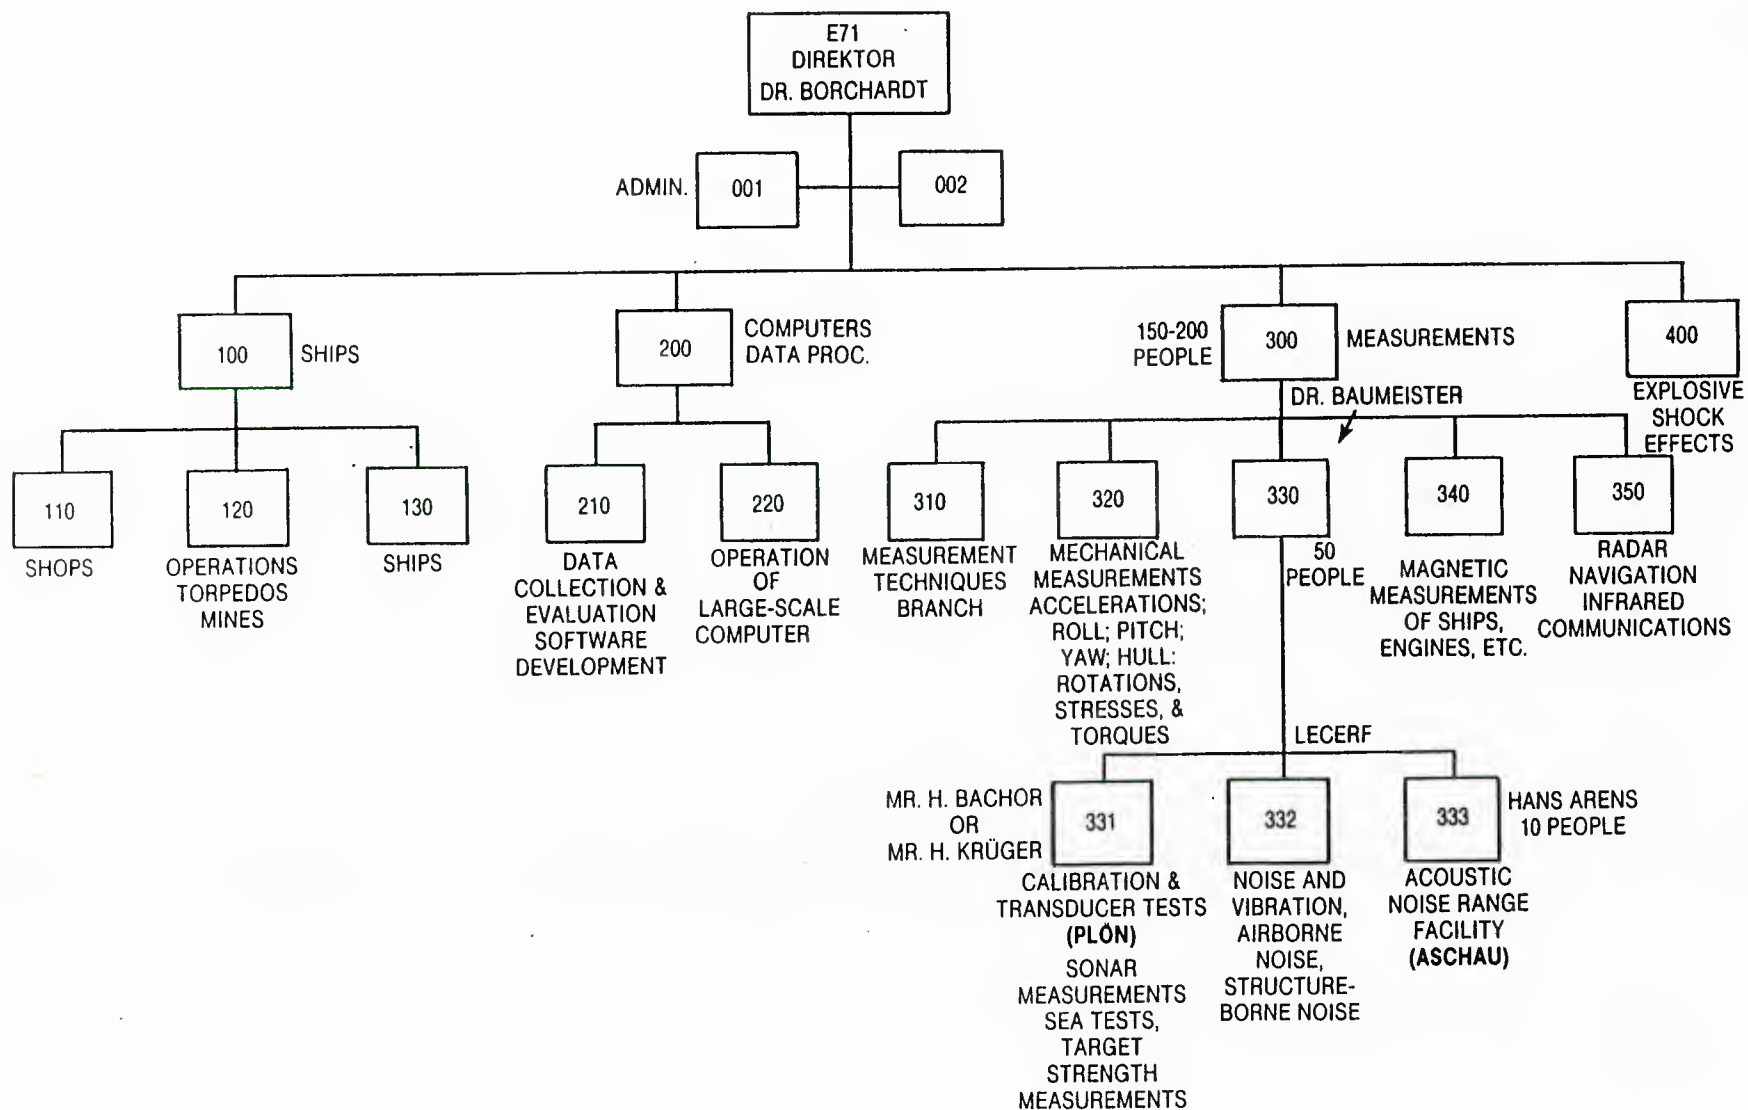 E71
DIREKTOR
DR. BORCHARDT
ADMIN.
001
002
100
SHIPS
200
COMPUTERS
DATA PROC.
150-200
PEOPLE
300
MEASUREMENTS
400
EXPLOSIVE
SHOCK
EFFECTS
DR. BAUMEISTER
110
SHOPS
120
OPERATIONS
TORPEDOS
MINES
130
SHIPS
210
DATA
COLLECTION &
EVALUATION
SOFTWARE
DEVELOPMENT
220
OPERATION
OF
LARGE-SCALE
COMPUTER
310
MEASUREMENT
TECHNIQUES
BRANCH
320
MECHANICAL
MEASUREMENTS
ACCELERATIONS;
ROLL; PITCH;
YAW; HULL:
ROTATIONS,
STRESSES, &
TORQUES
330
50
PEOPLE
340
MAGNETIC
MEASUREMENTS
OF SHIPS,
ENGINES, ETC.
350
RADAR
NAVIGATION
INFRARED
COMMUNICATIONS
LECERF
MR. H. BACHOR
OR
MR. H. KRÜGER
331
CALIBRATION &
TRANSDUCER TESTS
(PLÖN)
SONAR
MEASUREMENTS
SEA TESTS,
TARGET
STRENGTH
MEASUREMENTS
332
NOISE AND
VIBRATION,
AIRBORNE
NOISE,
STRUCTURE-
BORNE NOISE
333
HANS ARENS
10 PEOPLE
ACOUSTIC
NOISE RANGE
FACILITY
(ASCHAU)